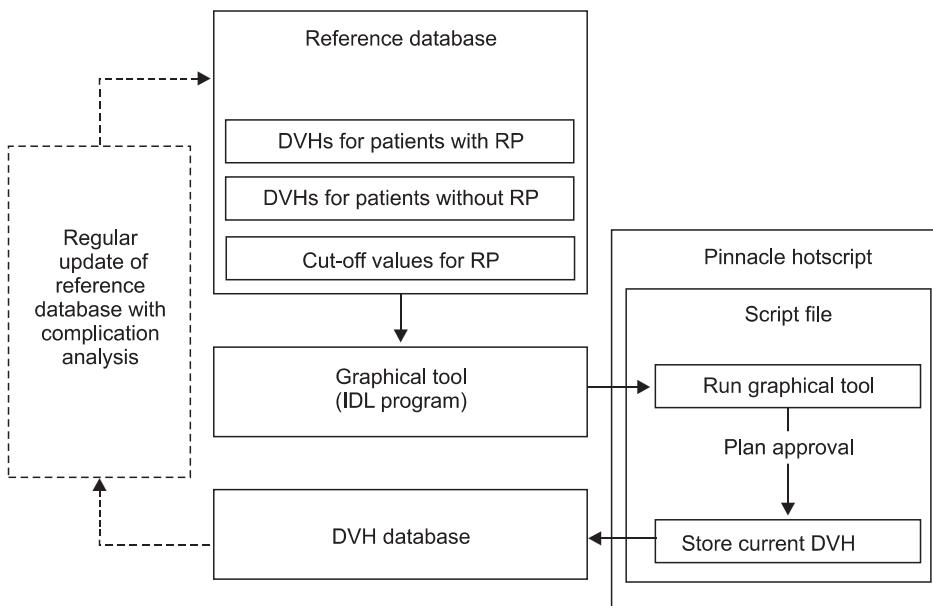 Reference database
DVHs for patients with RP
DVHs for patients without RP
Cut-off values for RP
Regular
update of
reference
database with
complication
analysis
Graphical tool
(IDL program)
DVH database
Pinnacle hotscript
Script file
Run graphical tool
Plan approval
Store current DVH